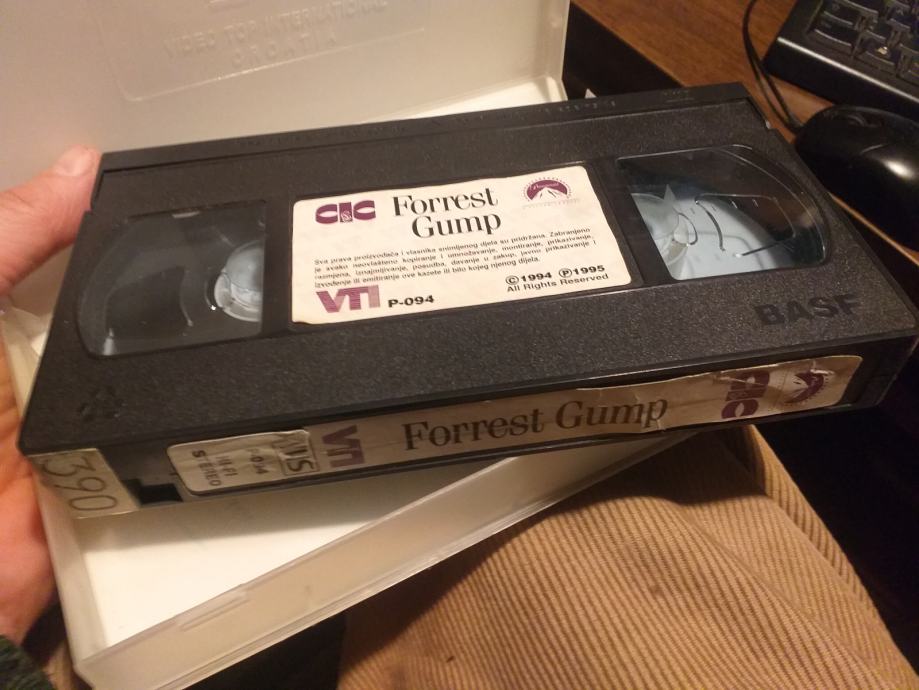 VIDEO TOP INTERNATIONAL
CROATIA
CIC
Forrest
Gump
Paramount
Sva prava proizvođača i vlasnika snimljenog djela su pridržana. Zabranjeno
je svako neovlašteno kopiranje i umnožavanje, montiranje, prikazivanje,
razmjena, iznajmljivanje, posudba, davanje u zakup, javno prikazivanje i
izvođenje ili emitiranje ove kazete ili bilo kojeg njenog dijela.
VTI
P-094
©1994 ℗1995
All Rights Reserved
BASF
390
HI-FI
STEREO
VHS
VTI
Forrest Gump
CIC